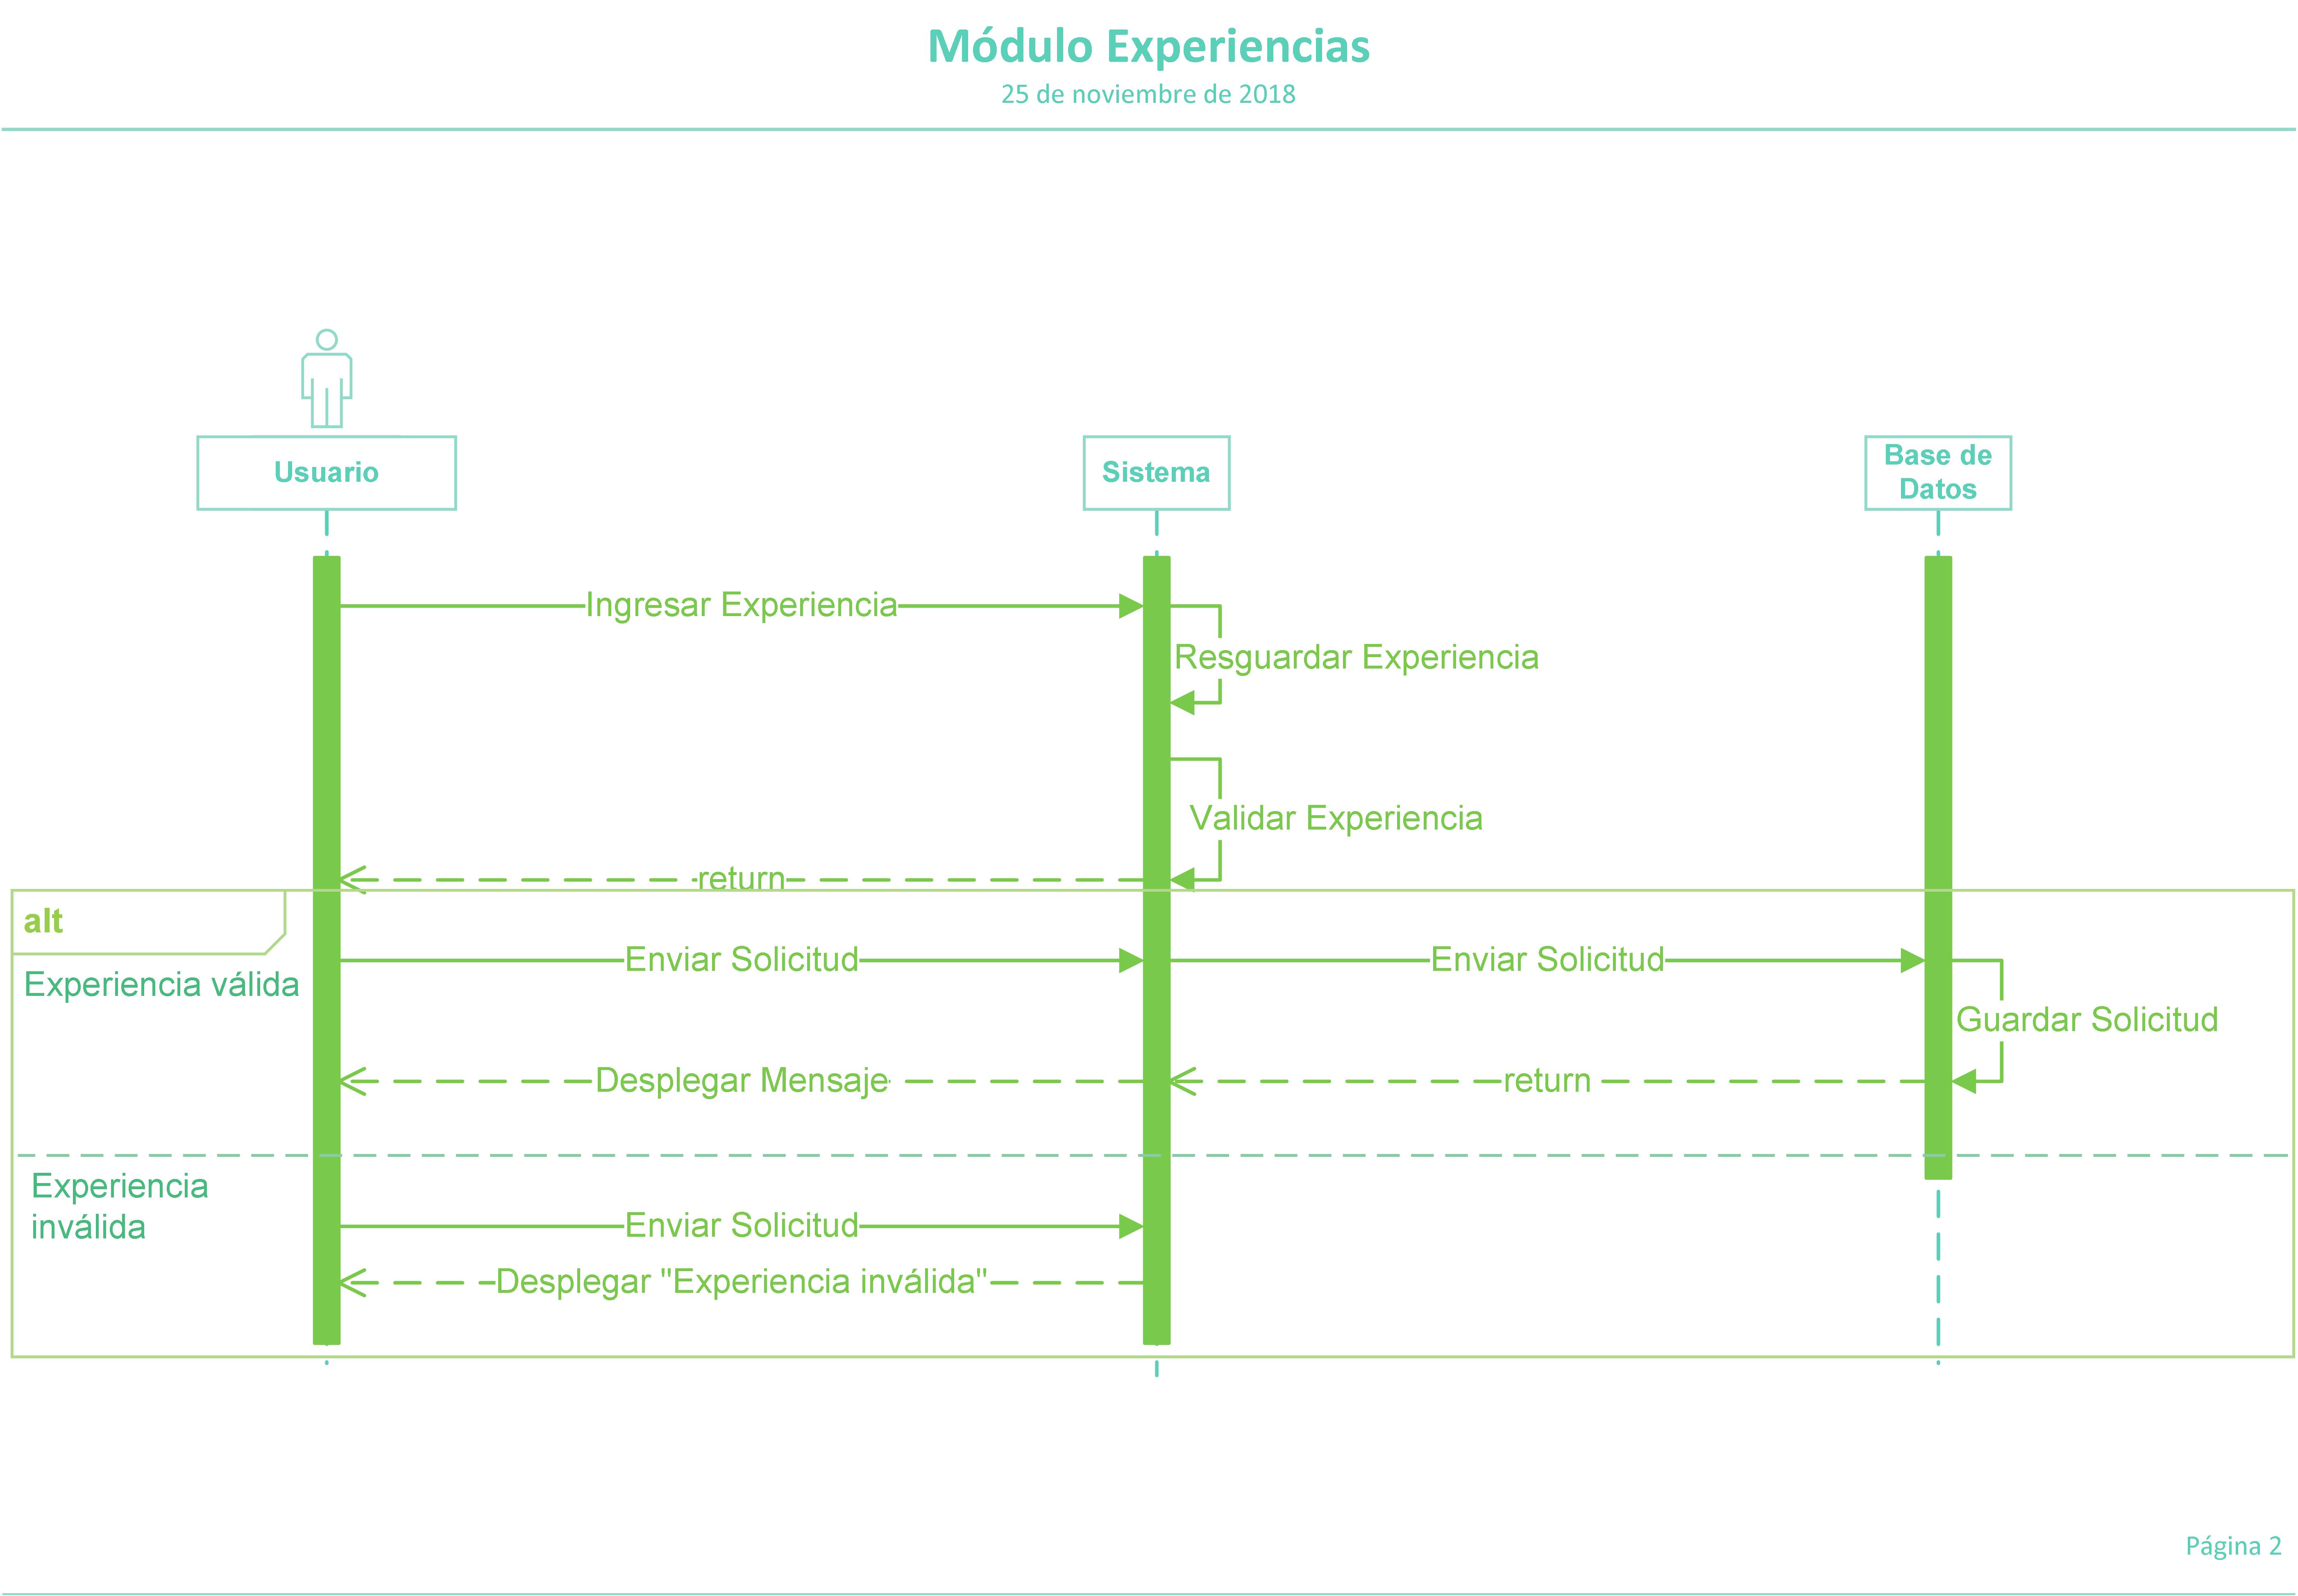 Módulo Experiencias
25 de noviembre de 2018
Usuario
Sistema
Base de
Datos
Ingresar Experiencia
Resguardar Experiencia
Validar Experiencia
return
alt
Experiencia válida
Enviar Solicitud
Enviar Solicitud
Guardar Solicitud
Desplegar Mensaje
return
Experiencia
inválida
Enviar Solicitud
Desplegar "Experiencia inválida"
Página 2